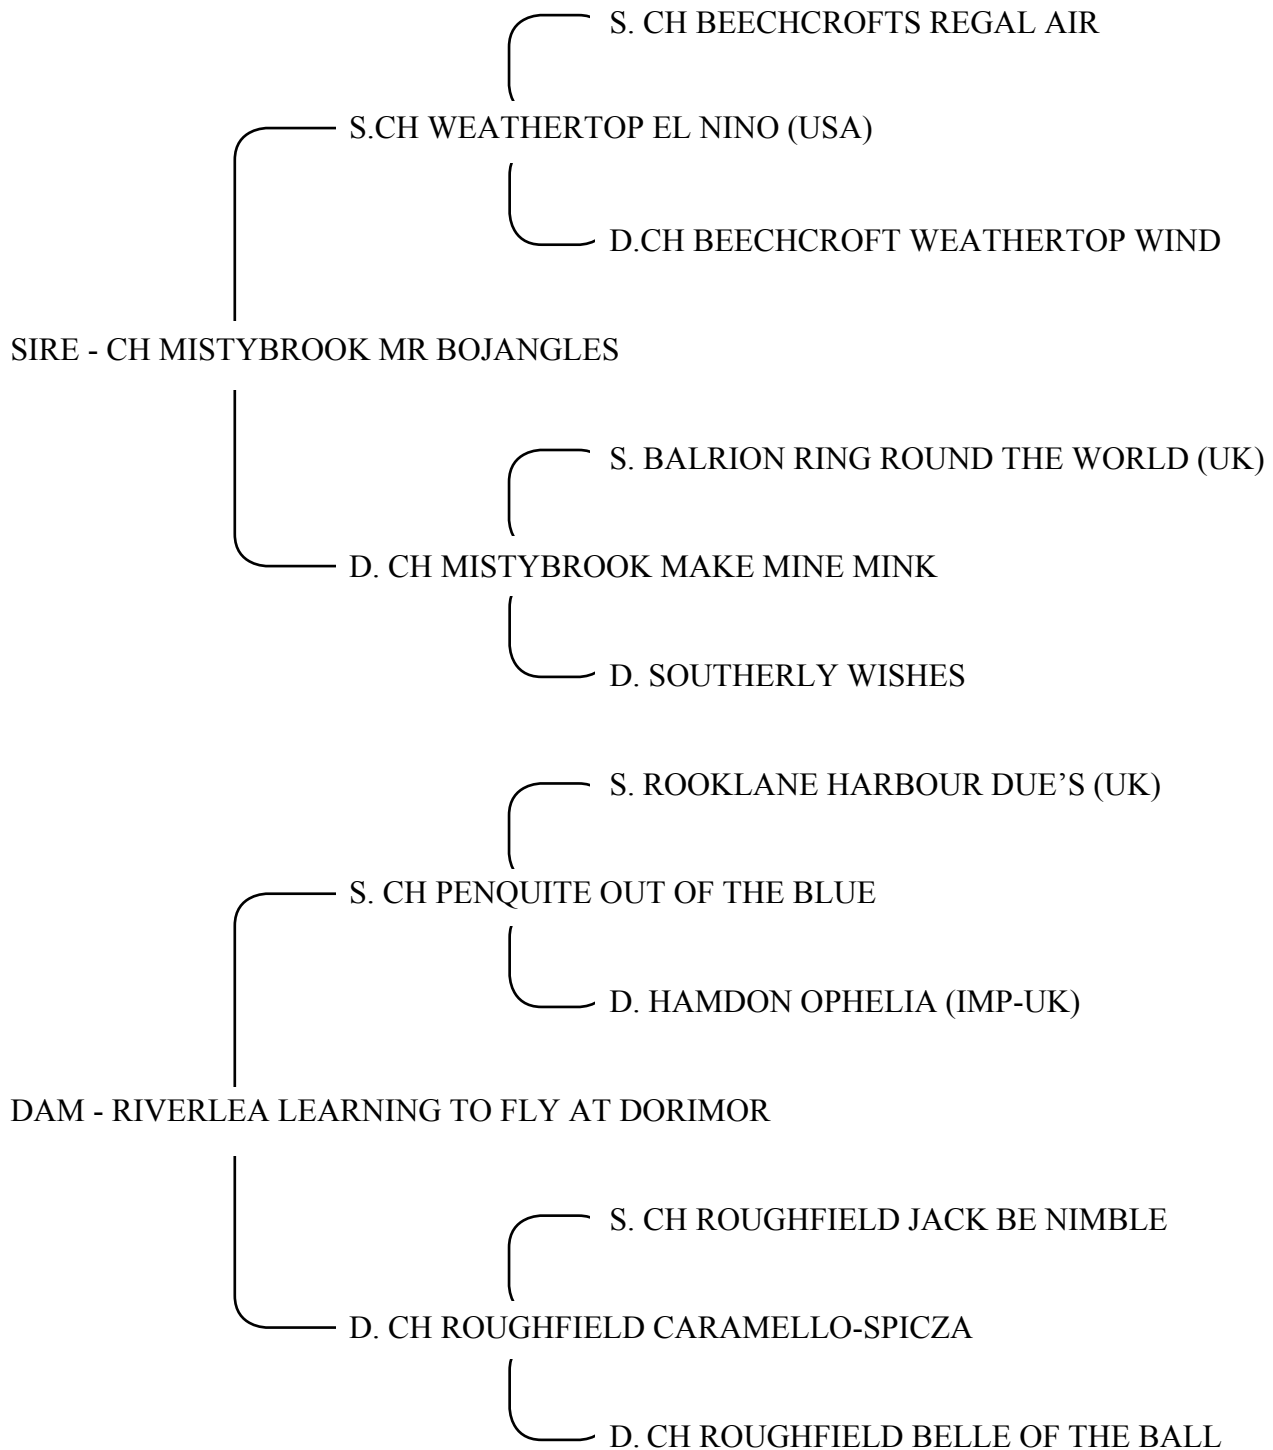 S. CH BEECHCROFTS REGAL AIR
S.CH WEATHERTOP EL NINO (USA)
D.CH BEECHCROFT WEATHERTOP WIND
SIRE - CH MISTYBROOK MR BOJANGLES
S. BALRION RING ROUND THE WORLD (UK)
D. CH MISTYBROOK MAKE MINE MINK
D. SOUTHERLY WISHES
S. ROOKLANE HARBOUR DUE’S (UK)
S. CH PENQUITE OUT OF THE BLUE
D. HAMDON OPHELIA (IMP-UK)
DAM - RIVERLEA LEARNING TO FLY AT DORIMOR
S. CH ROUGHFIELD JACK BE NIMBLE
D. CH ROUGHFIELD CARAMELLO-SPICZA
D. CH ROUGHFIELD BELLE OF THE BALL